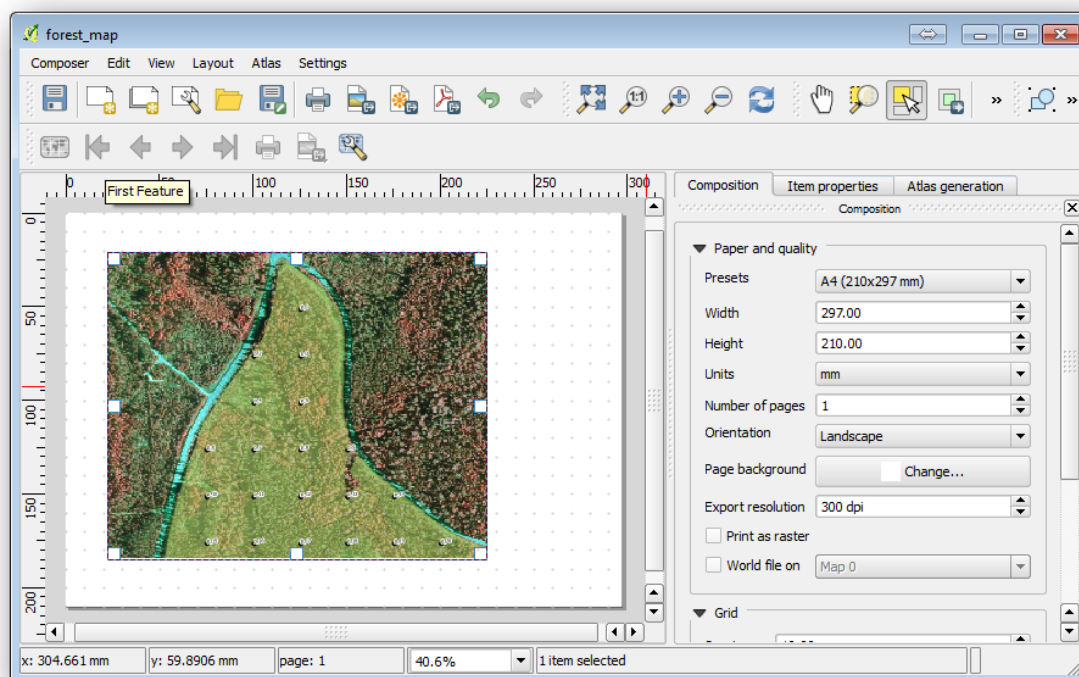 forest_map
Composer Edit View Layout Atlas Settings
1:1 » »
0 50 100 150 200 250 300
First Feature
0
50
100
150
200
Composition Item properties Atlas generation
Composition
Paper and quality
Presets A4 (210x297 mm)
Width 297.00
Height 210.00
Units mm
Number of pages 1
Orientation Landscape
Page background Change...
Export resolution 300 dpi
Print as raster
World file on Map 0
Grid
x: 304.661 mm y: 59.8906 mm page: 1 40.6% 1 item selected